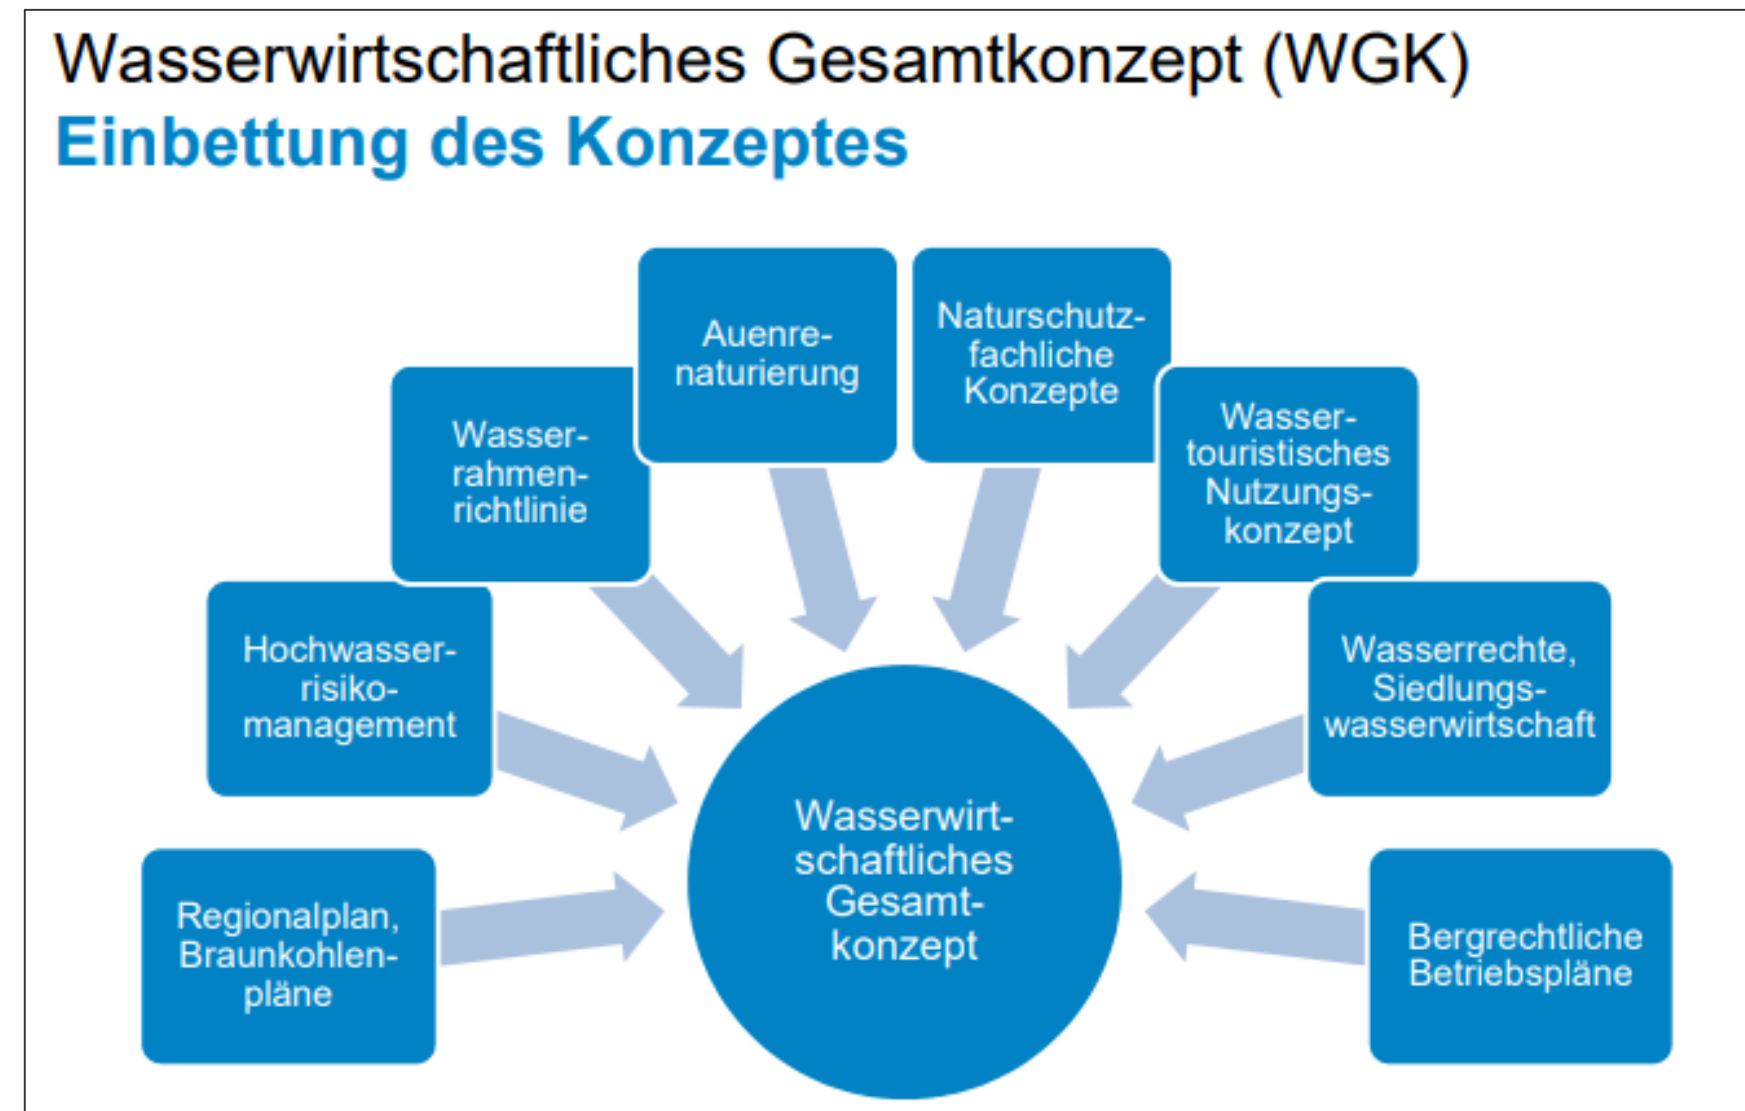 Wasserwirtschaftliches Gesamtkonzept (WGK)
Einbettung des Konzeptes
Regionalplan,
Braunkohlen-
pläne
Hochwasser-
risiko-
management
Wasser-
rahmen-
richtlinie
Auenre-
naturierung
Naturschutz-
fachliche
Konzepte
Wasser-
touristisches
Nutzungs-
konzept
Wasserrechte,
Siedlungs-
wasserwirtschaft
Bergrechtliche
Betriebspläne
Wasserwirt-
schaftliches
Gesamt-
konzept